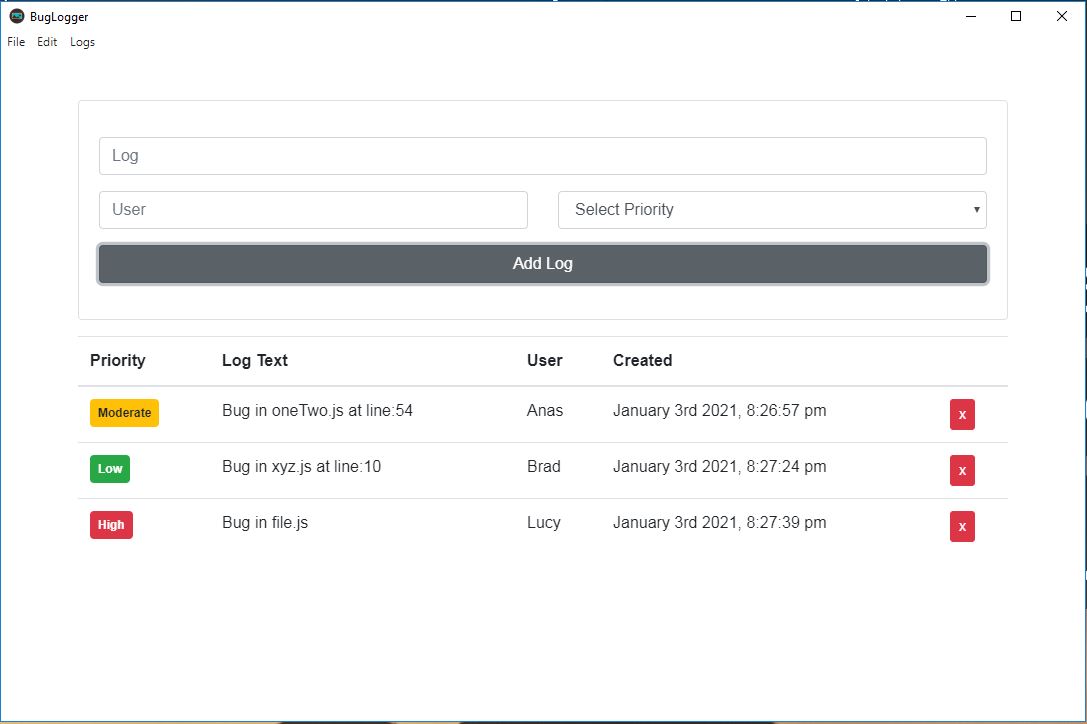 BugLogger
File Edit Logs
Log
User Select Priority
Add Log
Priority Log Text User Created
Moderate Bug in oneTwo.js at line:54 Anas January 3rd 2021, 8:26:57 pm x
Low Bug in xyz.js at line:10 Brad January 3rd 2021, 8:27:24 pm x
High Bug in file.js Lucy January 3rd 2021, 8:27:39 pm x